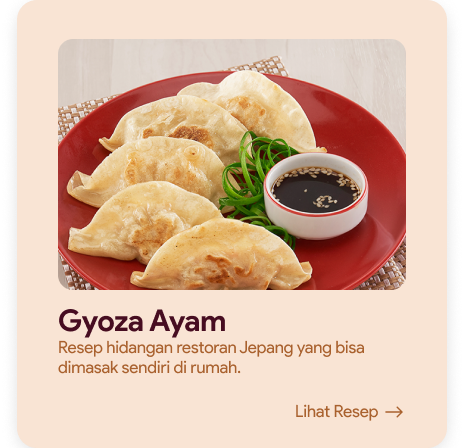 Gyoza Ayam
Resep hidangan restoran Jepang yang bisa
dimasak sendiri di rumah.
Lihat Resep →